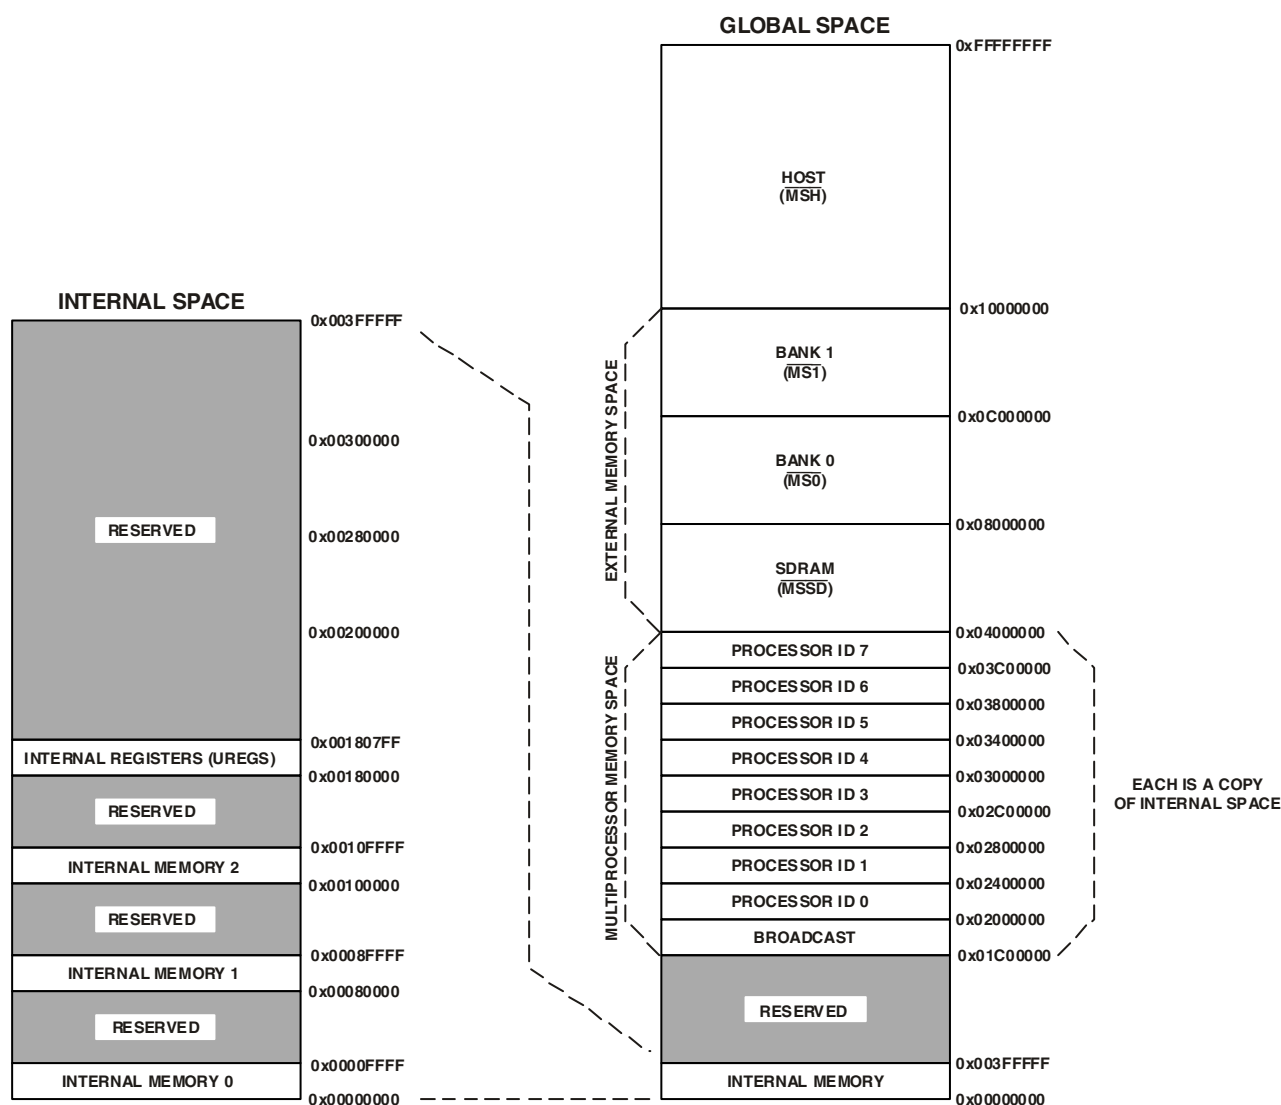 INTERNAL SPACE
0x003FFFFF
0x00300000
RESERVED
0x00280000
0x00200000
0x001807FF
INTERNAL REGISTERS (UREGS)
0x00180000
RESERVED
0x0010FFFF
INTERNAL MEMORY 2
0x00100000
RESERVED
0x0008FFFF
INTERNAL MEMORY 1
0x00080000
RESERVED
0x0000FFFF
INTERNAL MEMORY 0
0x00000000
GLOBAL SPACE
0xFFFFFFFF
HOST
(MSH)
0x10000000
BANK 1
(MS1)
0x0C000000
BANK 0
(MS0)
0x08000000
SDRAM
(MSSD)
0x04000000
PROCESSOR ID 7
0x03C00000
PROCESSOR ID 6
0x03800000
PROCESSOR ID 5
0x03400000
PROCESSOR ID 4
0x03000000
PROCESSOR ID 3
0x02C00000
PROCESSOR ID 2
0x02800000
PROCESSOR ID 1
0x02400000
PROCESSOR ID 0
0x02000000
BROADCAST
0x01C00000
RESERVED
0x003FFFFF
INTERNAL MEMORY
0x00000000
EXTERNAL MEMORY SPACE
MULTIPROCESSOR MEMORY SPACE
EACH IS A COPY
OF INTERNAL SPACE